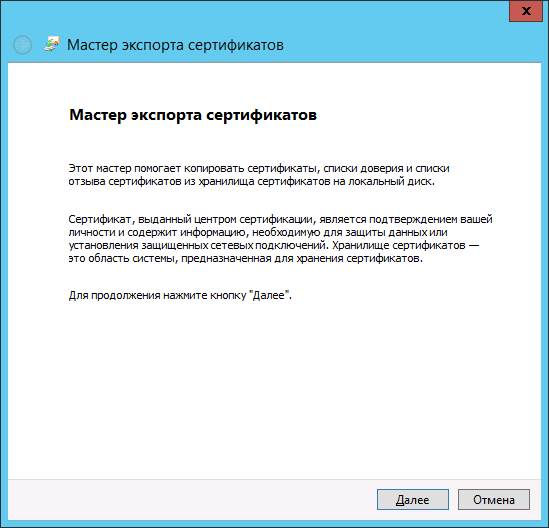 x
Мастер экспорта сертификатов
Мастер экспорта сертификатов
Этот мастер помогает копировать сертификаты, списки доверия и списки
отзыва сертификатов из хранилища сертификатов на локальный диск.
Сертификат, выданный центром сертификации, является подтверждением вашей
личности и содержит информацию, необходимую для защиты данных или
установления защищенных сетевых подключений. Хранилище сертификатов —
это область системы, предназначенная для хранения сертификатов.
Для продолжения нажмите кнопку "Далее".
Далее Отмена